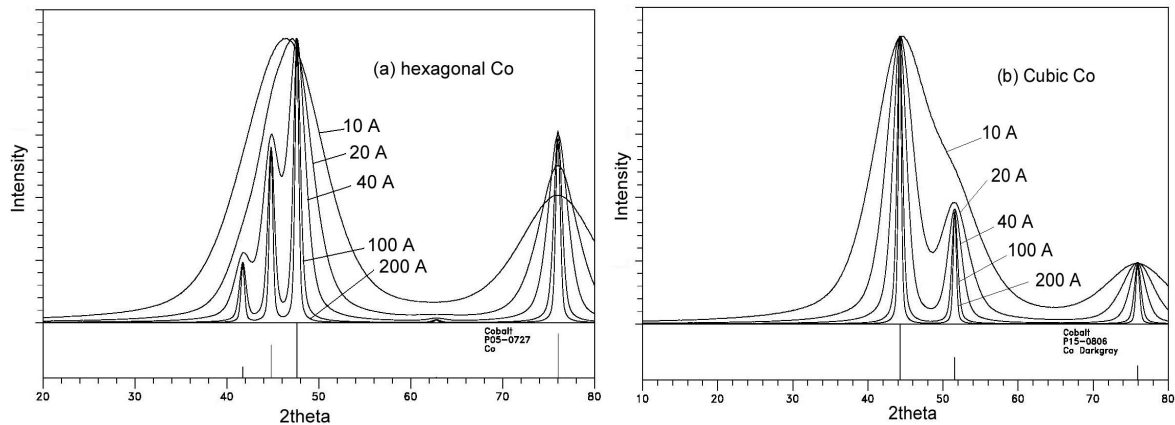 (a) hexagonal Co
10 A
20 A
40 A
100 A
200 A
Intensity
Cobalt
P05-0727
Co
20 30 40 50 60 70 80
2theta
(b) Cubic Co
10 A
20 A
40 A
100 A
200 A
Intensity
Cobalt
P15-0806
Co Darkgray
10 20 30 40 50 60 70 80
2theta